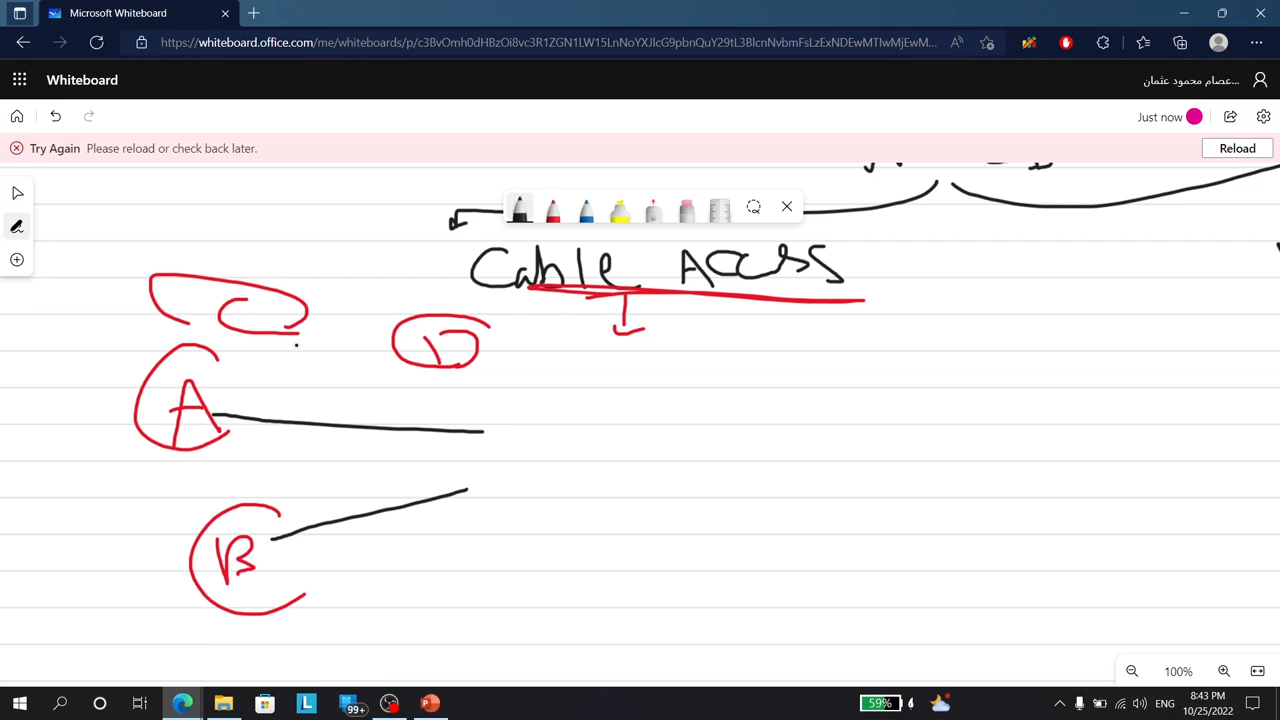 Microsoft Whiteboard
https://whiteboard.office.com/me/whiteboards/p/c3BvOmh0dHBzOi8vc3R1ZGN1LW15LnNoYXJlcG9pbnQuY29tL3BlcnNvbmFsLzExNDEwMTIwMjEwM...
Whiteboard
عصام محمود عثمان...
Just now
Try Again Please reload or check back later.
Reload
Cable Access
C
D
A
B
100%
L
99+
59%
ENG
8:43 PM
10/25/2022